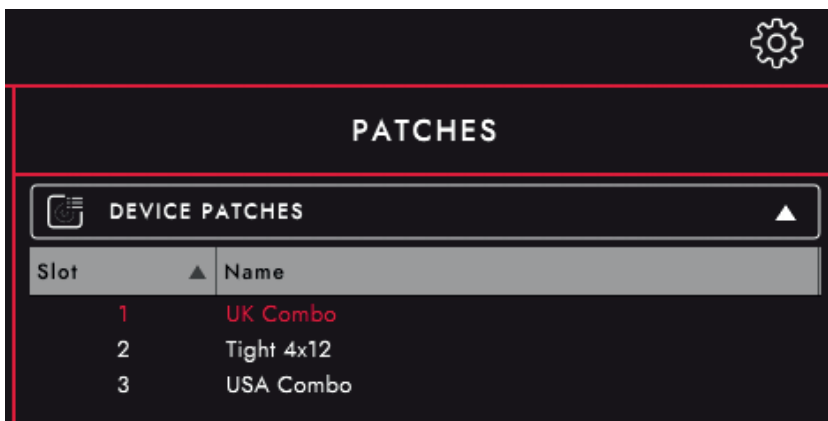 PATCHES
DEVICE PATCHES
Slot Name
1 UK Combo
2 Tight 4x12
3 USA Combo